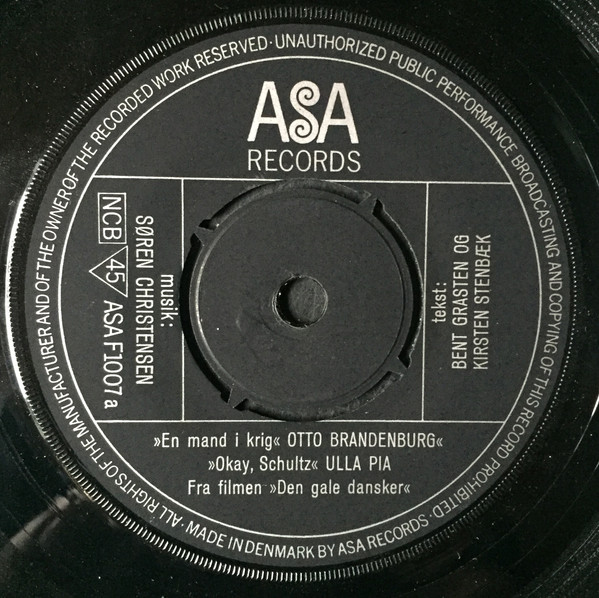 ALL RIGHTS OF THE MANUFACTURER AND OF THE OWNER OF THE RECORDED WORK RESERVED · UNAUTHORIZED PUBLIC PERFORMANCE BROADCASTING AND COPYING OF THIS RECORD PROHIBITED ·
ASA
RECORDS
musik:
SØREN CHRISTENSEN
NCB 45 ASA F1007a
tekst:
BENT GRASTEN OG
KIRSTEN STENBÆK
»En mand i krig« OTTO BRANDENBURG«
»Okay, Schultz« ULLA PIA
Fra filmen »Den gale dansker«
· MADE IN DENMARK BY ASA RECORDS ·